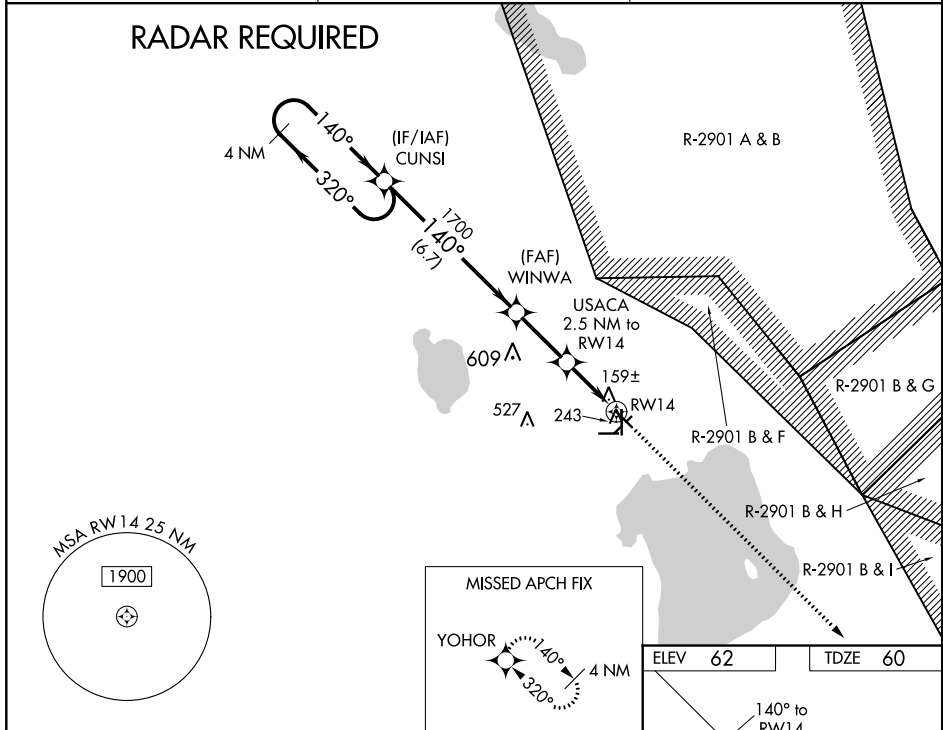 RADAR REQUIRED
R-2901 A & B
4 NM
140°
320°
(IF/IAF)
CUNSI
1700
140°
(6.7)
(FAF)
WINWA
USACA
2.5 NM to
RW14
609
159±
527
243
RW14
R-2901 B & G
R-2901 B & F
R-2901 B & H
R-2901 B & I
MSA RW14 25 NM
1900
MISSED APCH FIX
YOHOR
140°
320°
4 NM
ELEV 62
TDZE 60
140° to
RW14